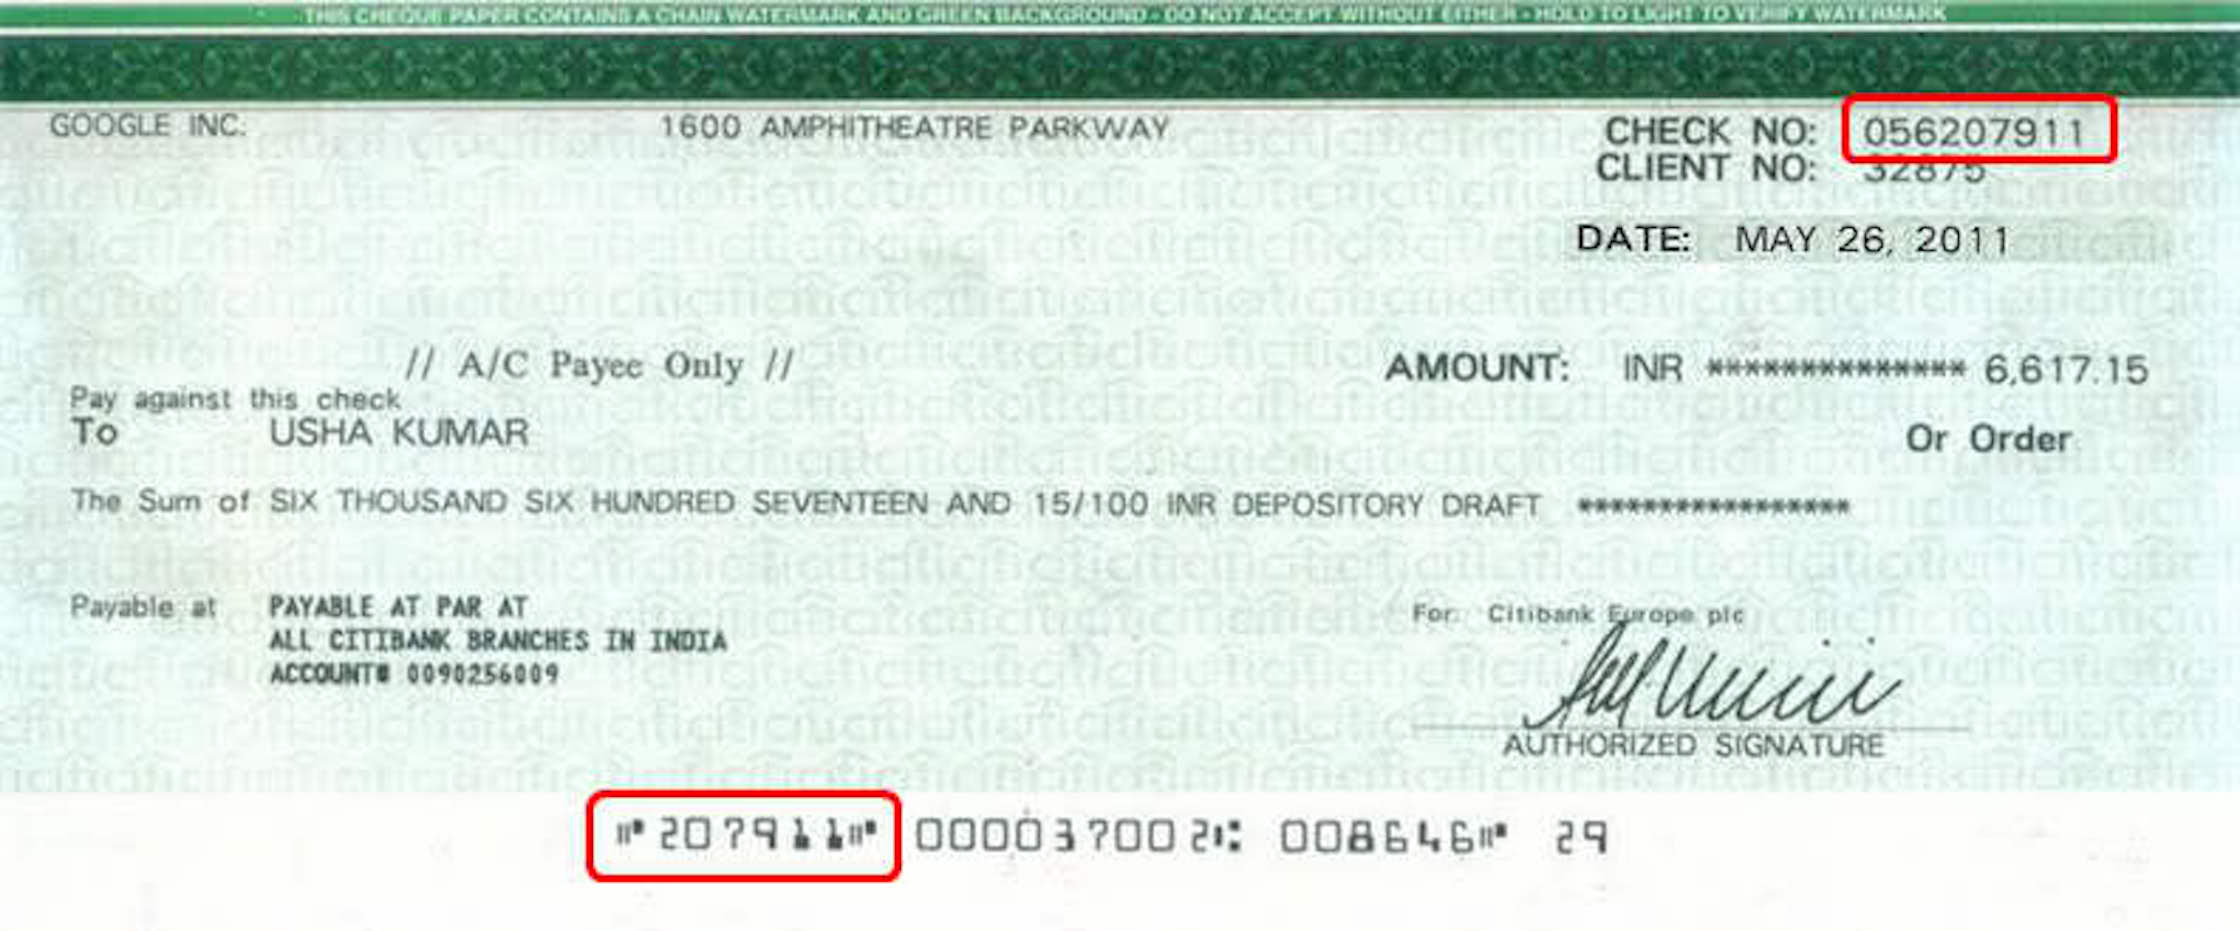 THIS CHEQUE PAPER CONTAINS A CHAIN WATERMARK AND GREEN BACKGROUND - DO NOT ACCEPT WITHOUT EITHER - HOLD TO LIGHT TO VERIFY WATERMARK
GOOGLE INC. 1600 AMPHITHEATRE PARKWAY CHECK NO: 056207911
CLIENT NO: 32875
DATE: MAY 26, 2011
// A/C Payee Only // AMOUNT: INR ************** 6,617.15
Pay against this check
To USHA KUMAR Or Order
The Sum of SIX THOUSAND SIX HUNDRED SEVENTEEN AND 15/100 INR DEPOSITORY DRAFT *****************
Payable at PAYABLE AT PAR AT For: Citibank Europe plc
ALL CITIBANK BRANCHES IN INDIA
ACCOUNT# 0090256009
AUTHORIZED SIGNATURE
⑈207911⑈ 000037002⑆ 008646⑈ 29